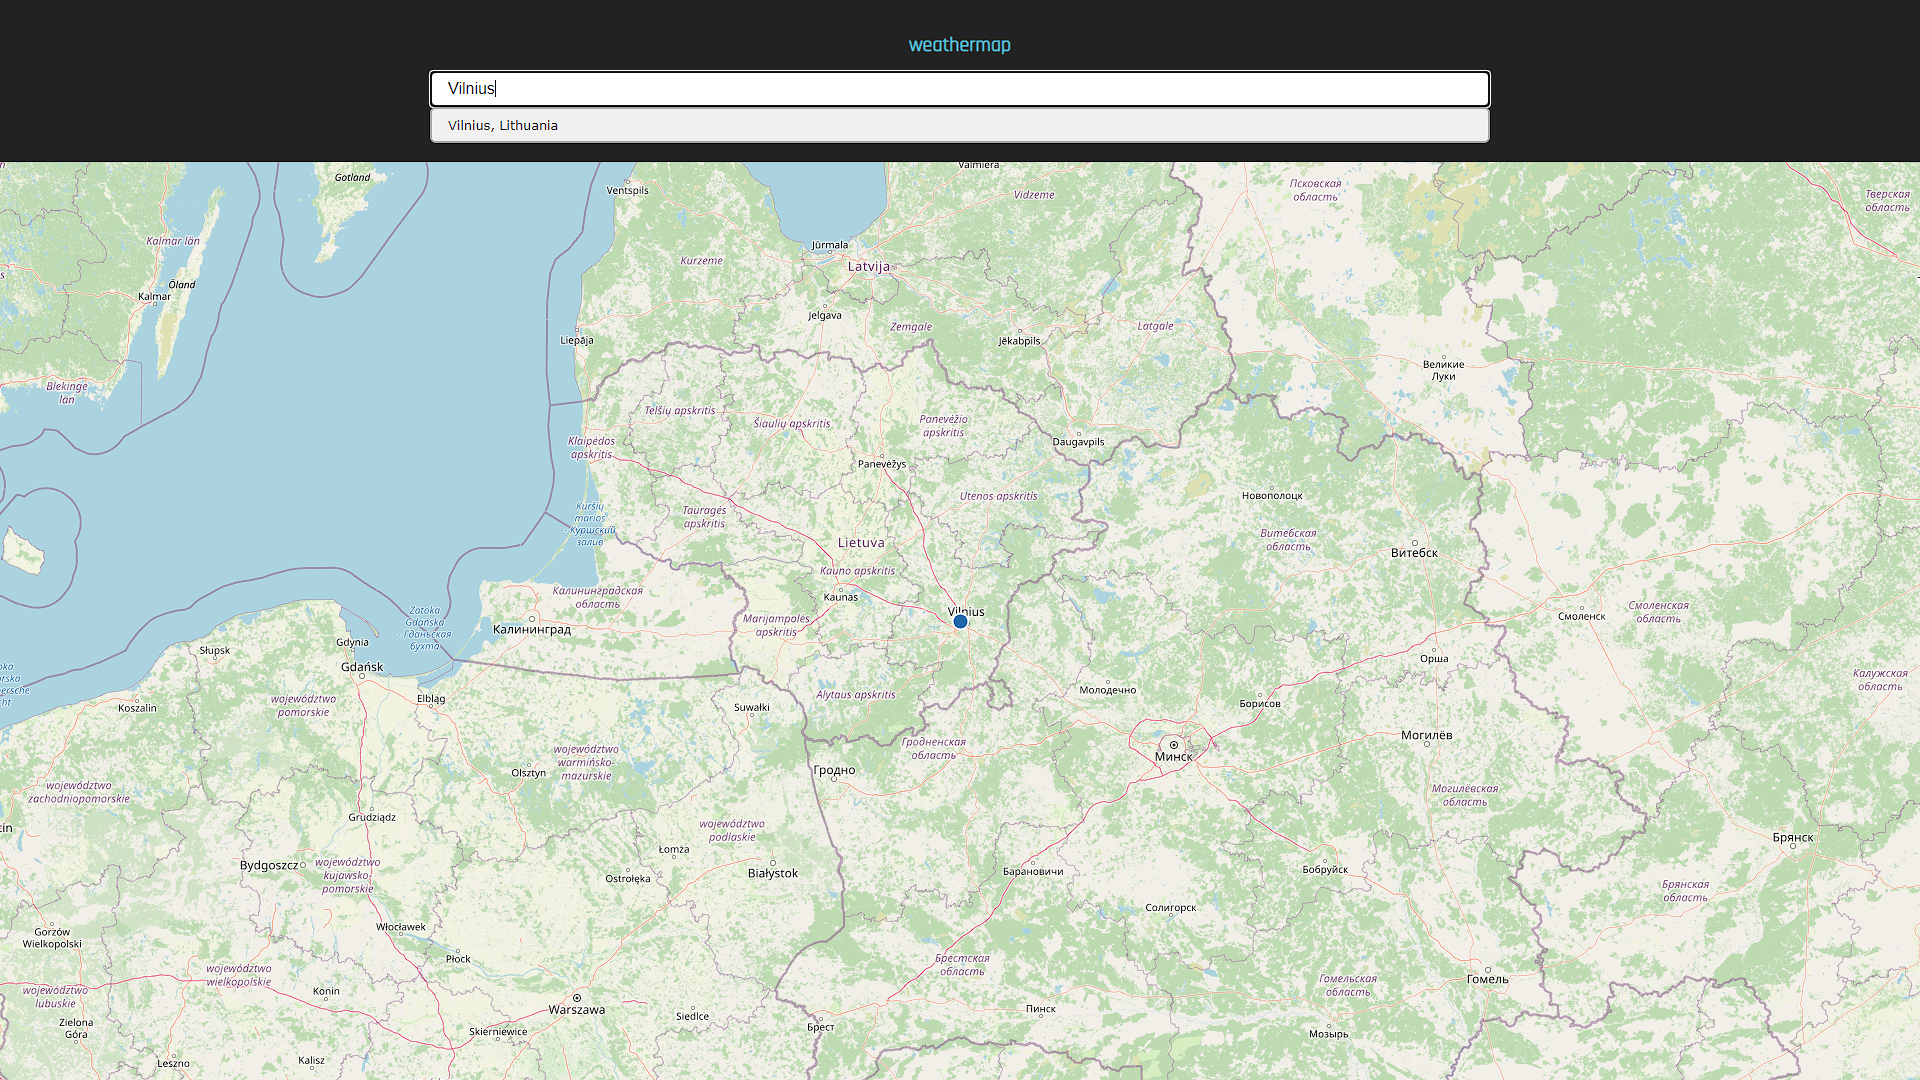 weathermap
Vilnius
Vilnius, Lithuania
Gotland
Ventspils
Valmiera
Vidzeme
Псковская
область
Тверская
область
Kalmar län
Jūrmala
Kurzeme
Latvija
Öland
Kalmar
Jelgava
Zemgale
Latgale
Liepāja
Jēkabpils
Великие
Луки
Blekinge
län
Telšių apskritis
Šiaulių apskritis
Panevėžio
apskritis
Klaipėdos
apskritis
Daugavpils
Panevėžys
Utenos apskritis
Новополоцк
Kuršių
marios
- Куршский
залив
Tauragės
apskritis
Витебская
область
Lietuva
Витебск
Kauno apskritis
Калининградская
область
Kaunas
Vilnius
Смоленская
область
Смоленск
Zatoka
Gdańska
- Гданьская
бухта
Marijampolės
apskritis
Калининград
Gdynia
Słupsk
Gdańsk
Орша
Калужская
область
Молодечно
Alytaus apskritis
Elbląg
województwo
pomorskie
Koszalin
Suwałki
Борисов
Могилёв
Гродненская
область
województwo
warmińsko-
mazurskie
Минск
Olsztyn
Гродно
województwo
zachodniopomorskie
Могилёвская
область
Grudziądz
województwo
podlaskie
Брянск
Łomża
Bydgoszcz
województwo
kujawsko-
pomorskie
Białystok
Ostrołęka
Барановичи
Бобруйск
Брянская
область
Солигорск
Włocławek
Gorzów
Wielkopolski
Płock
Брестская
область
województwo
wielkopolskie
Гомельская
область
Гомель
województwo
lubuskie
Konin
Warszawa
Siedlce
Пинск
Zielona
Góra
Skierniewice
Брест
Мозырь
Leszno
Kalisz